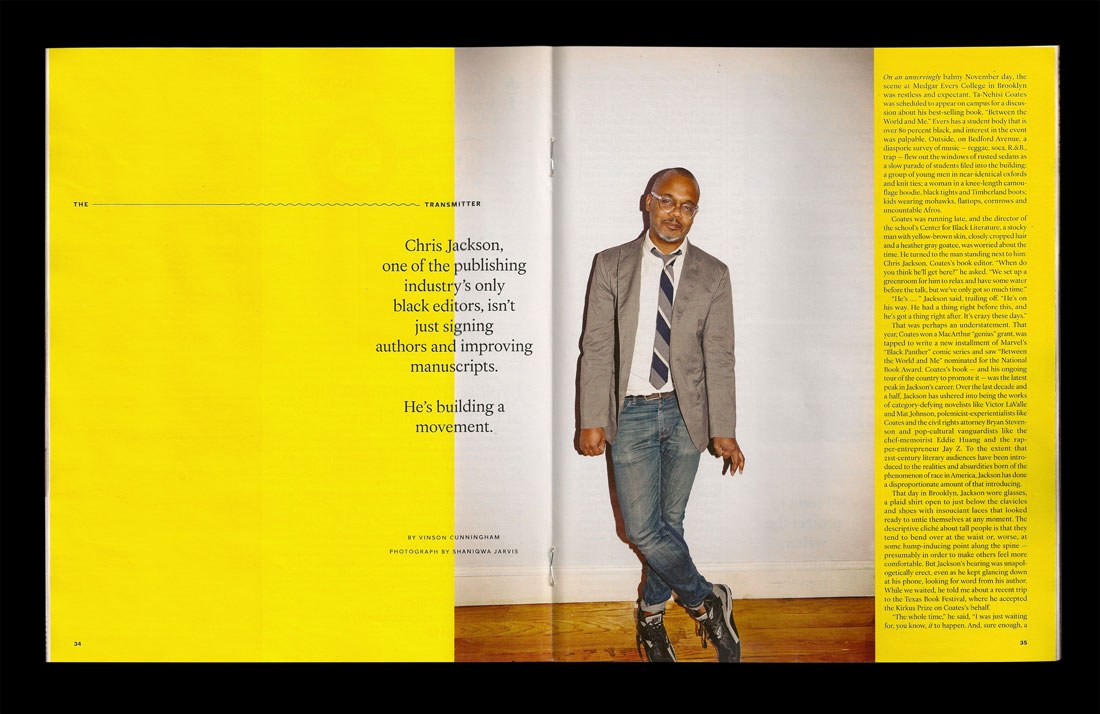 THE TRANSMITTER
Chris Jackson,
one of the publishing
industry's only
black editors, isn't
just signing
authors and improving
manuscripts.
He's building a
movement.
BY VINSON CUNNINGHAM
PHOTOGRAPH BY SHANIQWA JARVIS
34
On an unnervingly balmy November day, the
scene at Medgar Evers College in Brooklyn
was restless and expectant. Ta-Nehisi Coates
was scheduled to appear on campus for a discus-
sion about his best-selling book, “Between the
World and Me.” Evers has a student body that is
over 80 percent black, and interest in the event
was palpable. Outside, on Bedford Avenue, a
diasporic survey of music — reggae, soca, R.&B.,
trap — flew out the windows of rusted sedans as
a slow parade of students filed into the building:
a group of young men in near-identical oxfords
and knit ties; a woman in a knee-length camou-
flage hoodie, black tights and Timberland boots;
kids wearing mohawks, flattops, cornrows and
uncountable Afros.
Coates was running late, and the director of
the school's Center for Black Literature, a stocky
man with yellow-brown skin, closely cropped hair
and a heather gray goatee, was worried about the
time. He turned to the man standing next to him:
Chris Jackson, Coates's book editor. “When do
you think he'll get here?” he asked. “We set up a
greenroom for him to relax and have some water
before the talk, but we've only got so much time.”
“He's … ” Jackson said, trailing off. “He's on
his way. He had a thing right before this, and
he's got a thing right after. It's crazy these days.”
That was perhaps an understatement. That
year, Coates won a MacArthur “genius” grant, was
tapped to write a new installment of Marvel's
“Black Panther” comic series and saw “Between
the World and Me” nominated for the National
Book Award. Coates's book — and his ongoing
tour of the country to promote it — was the latest
peak in Jackson's career. Over the last decade and
a half, Jackson has ushered into being the works
of category-defying novelists like Victor LaValle
and Mat Johnson, polemicist-experientialists like
Coates and the civil rights attorney Bryan Steven-
son and pop-cultural vanguardists like the
chef-memoirist Eddie Huang and the rap-
per-entrepreneur Jay Z. To the extent that
21st-century literary audiences have been intro-
duced to the realities and absurdities born of the
phenomenon of race in America, Jackson has done
a disproportionate amount of that introducing.
That day in Brooklyn, Jackson wore glasses,
a plaid shirt open to just below the clavicles
and shoes with insouciant laces that looked
ready to untie themselves at any moment. The
descriptive cliché about tall people is that they
tend to bend over at the waist or, worse, at
some hump-inducing point along the spine —
presumably in order to make others feel more
comfortable. But Jackson's bearing was unapol-
ogetically erect, even as he kept glancing down
at his phone, looking for word from his author.
While we waited, he told me about a recent trip
to the Texas Book Festival, where he accepted
the Kirkus Prize on Coates's behalf.
“The whole time,” he said, “I was just waiting
for, you know, it to happen. And, sure enough, a
35